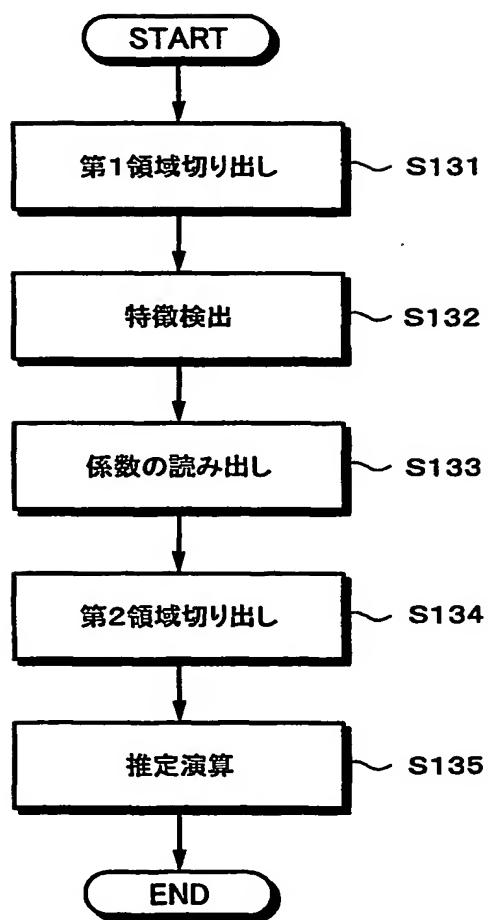 START
第1領域切り出し
S131
特徴検出
S132
係数の読み出し
S133
第2領域切り出し
S134
推定演算
S135
END